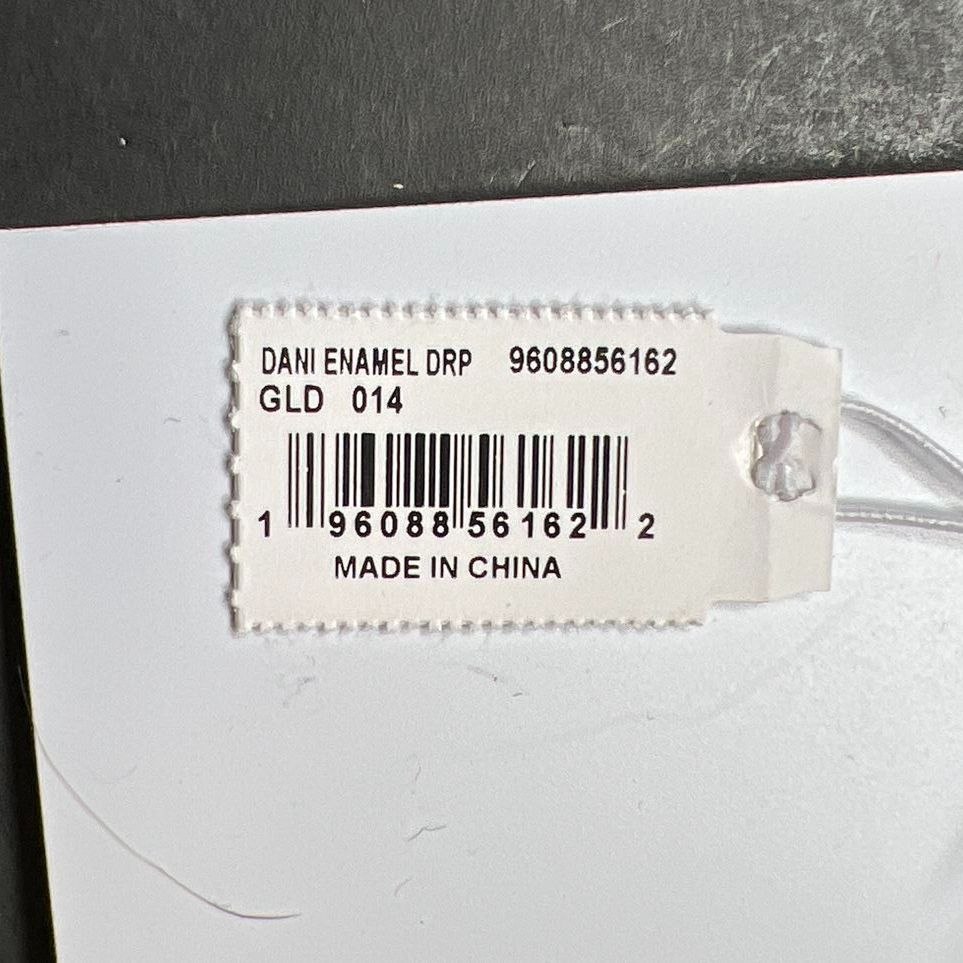 DANI ENAMEL DRP 9608856162
GLD 014
1 96088 56162 2
MADE IN CHINA